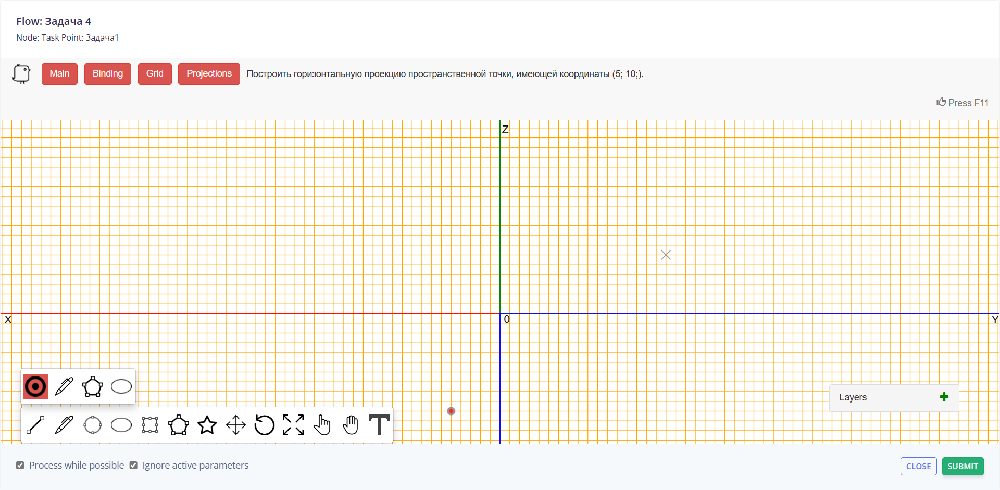 Flow: Задача 4
Node: Task Point: Задача1
Main Binding Grid Projections Построить горизонтальную проекцию пространственной точки, имеющей координаты (5; 10;).
Press F11
Z
X 0 Y
Layers
T
Process while possible Ignore active parameters CLOSE SUBMIT